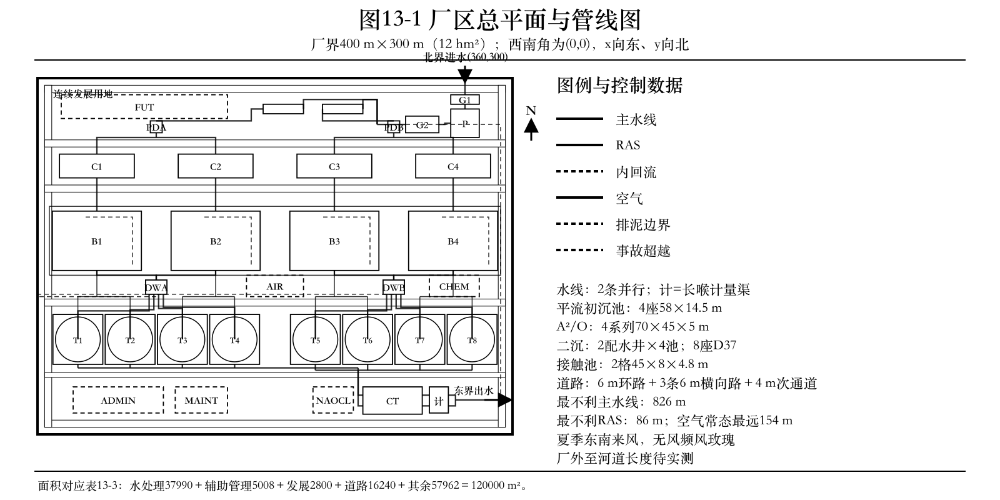 图13-1 厂区总平面与管线图
厂界400 m×300 m（12 hm²）；西南角为(0,0)，x向东、y向北
北界进水(360,300)
连续发展用地
FUT
G1
P
G2
PDA
PDB
N
C1
C2
C3
C4
B1
B2
B3
B4
DWA
AIR
DWB
CHEM
T1
T2
T3
T4
T5
T6
T7
T8
ADMIN
MAINT
NAOCL
CT
计
东界出水
图例与控制数据
主水线
RAS
内回流
空气
排泥边界
事故超越
水线：2条并行；计=长喉计量渠
平流初沉池：4座58×14.5 m
A²/O：4系列70×45×5 m
二沉：2配水井×4池；8座D37
接触池：2格45×8×4.8 m
道路：6 m环路＋3条6 m横向路＋4 m次通道
最不利主水线：826 m
最不利RAS：86 m；空气常态最远154 m
夏季东南来风，无风频风玫瑰
厂外至河道长度待实测
面积对应表13-3：水处理37990＋辅助管理5008＋发展2800＋道路16240＋其余57962＝120000 m²。